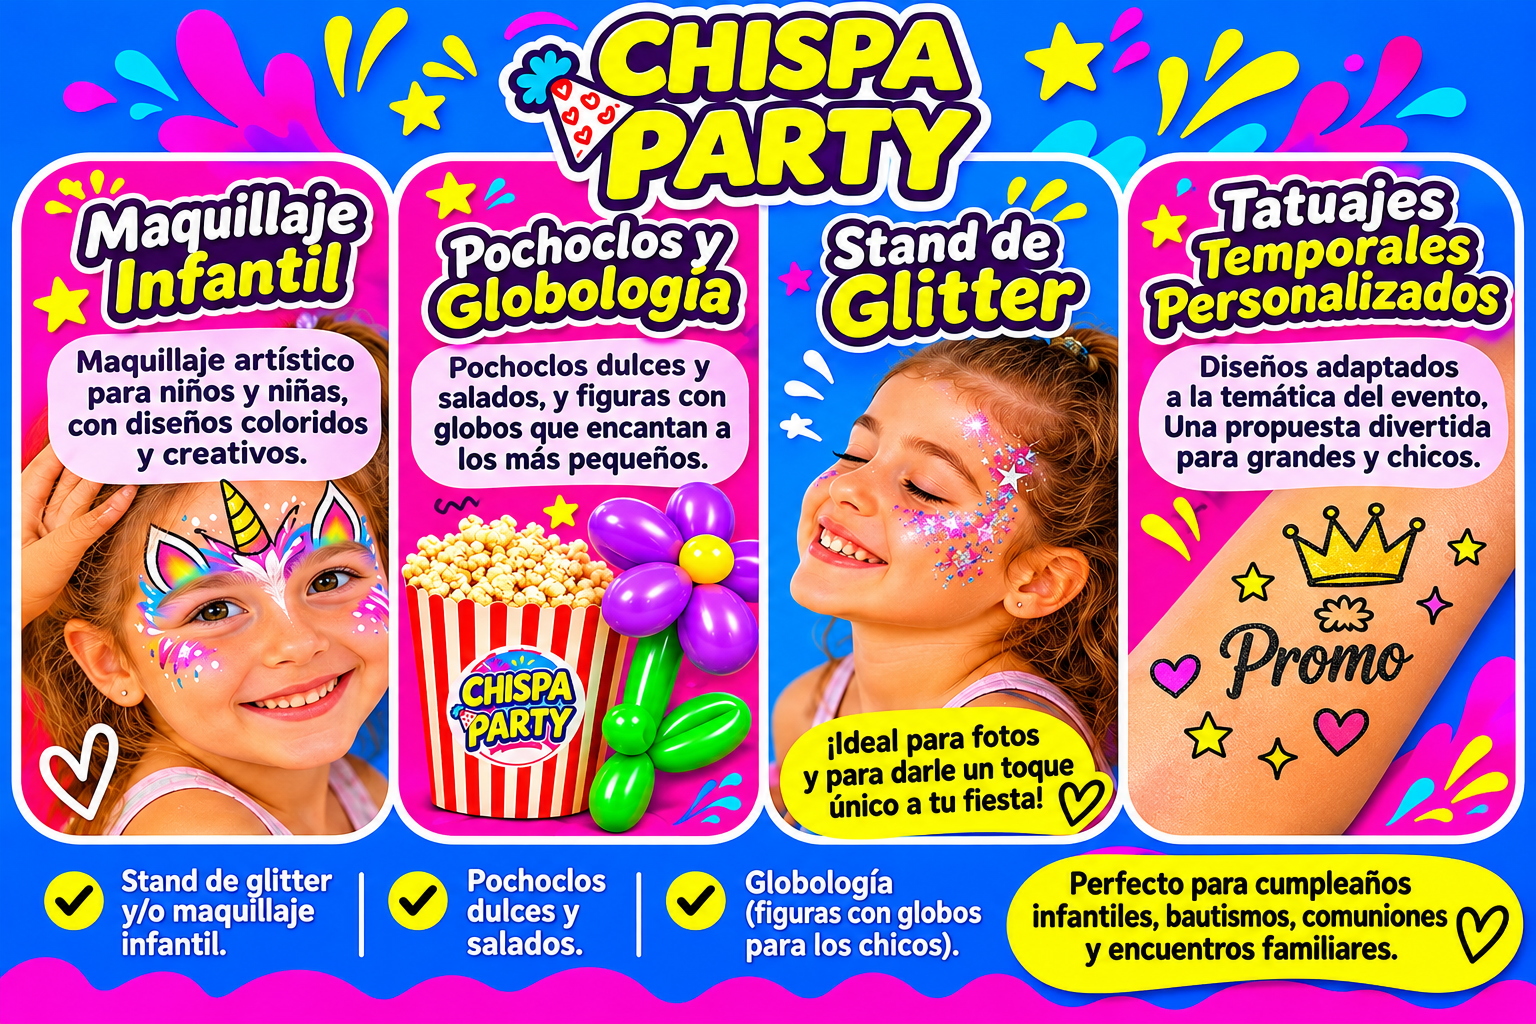 CHISPA
PARTY
Maquillaje
Infantil
Maquillaje artístico
para niños y niñas,
con diseños coloridos
y creativos.
Pochoclos y
Globología
Pochoclos dulces y
salados, y figuras con
globos que encantan a
los más pequeños.
CHISPA
PARTY
Stand de
Glitter
¡Ideal para fotos
y para darle un toque
único a tu fiesta!
Tatuajes
Temporales
Personalizados
Diseños adaptados
a la temática del evento,
Una propuesta divertida
para grandes y chicos.
Promo
Stand de glitter
y/o maquillaje
infantil.
Pochoclos
dulces y
salados.
Globología
(figuras con globos
para los chicos).
Perfecto para cumpleaños
infantiles, bautismos, comuniones
y encuentros familiares.